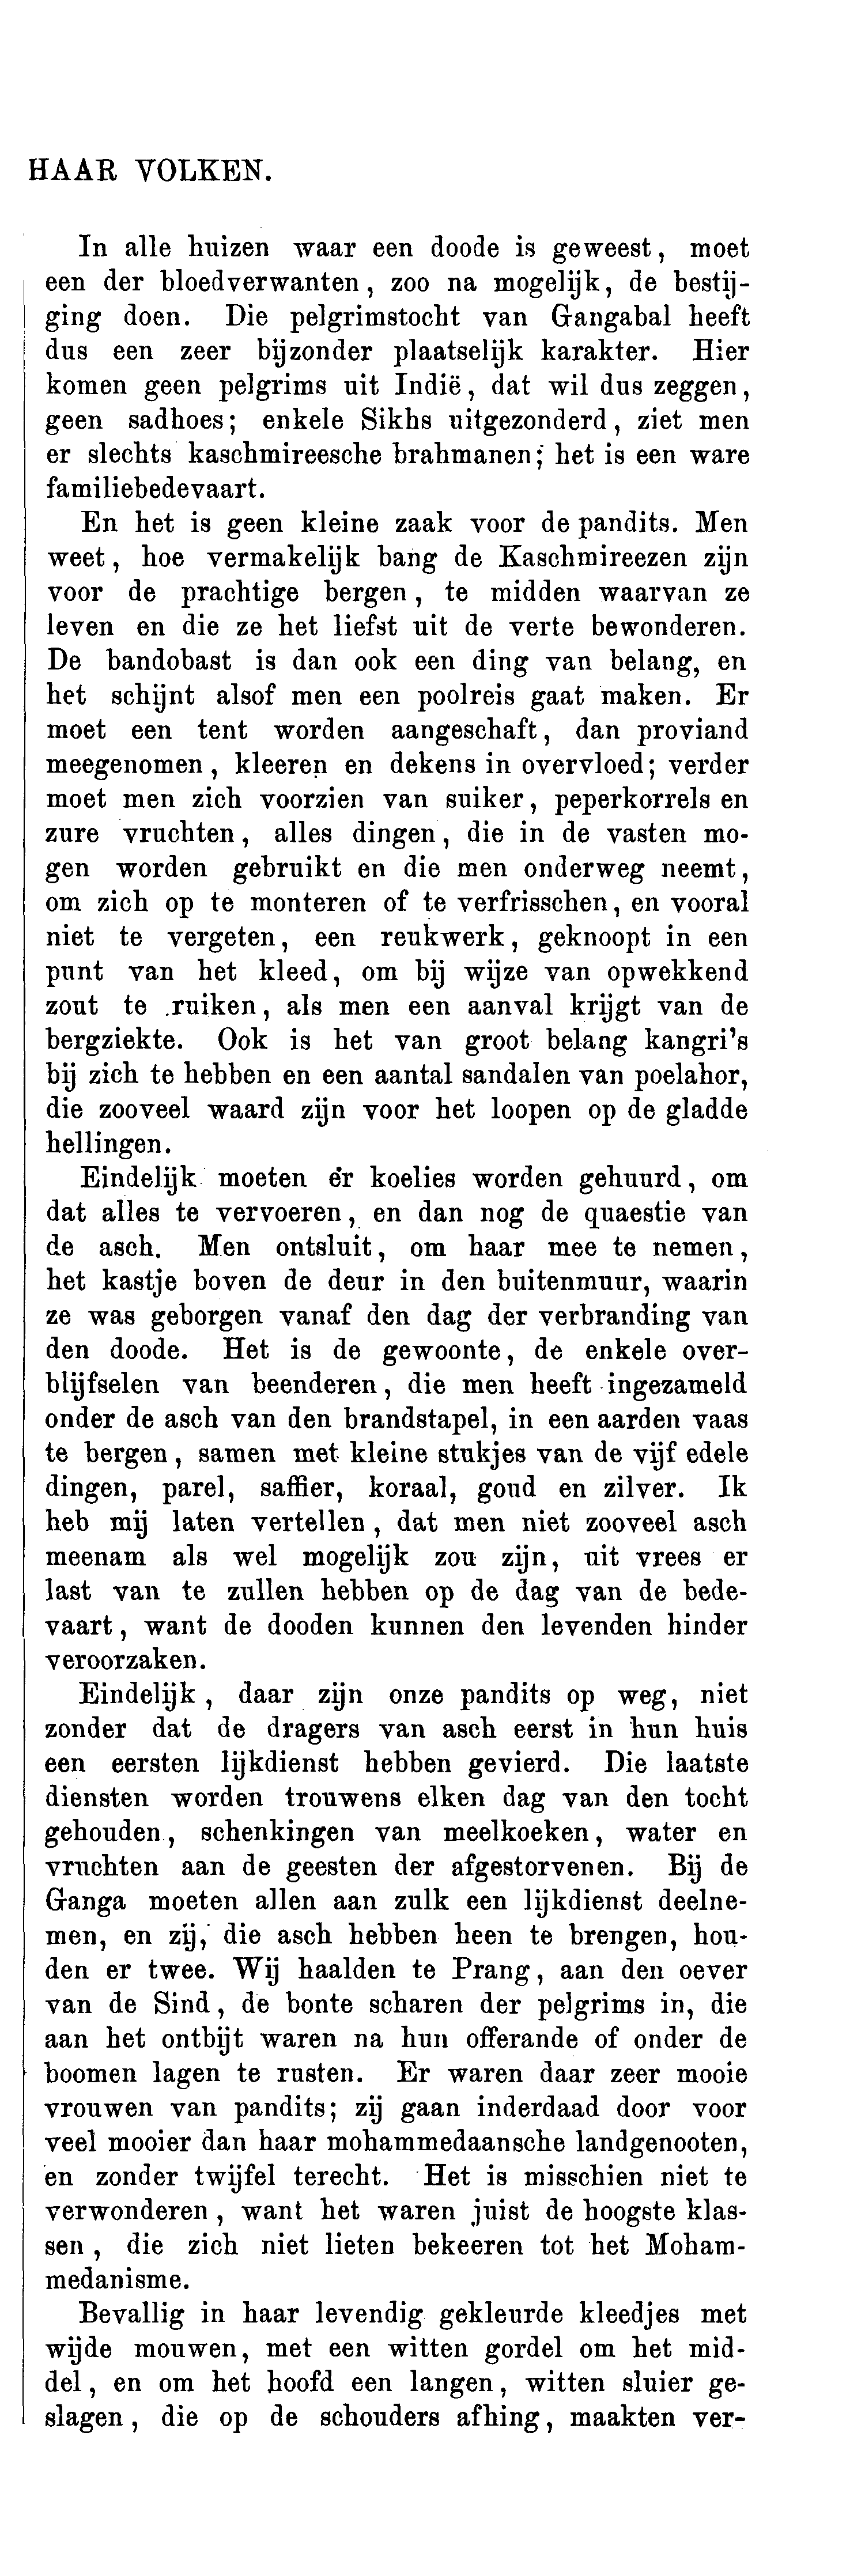 HAAR VOLKEN.
In alle huizen waar een doode is geweest, moet
een der bloedverwanten, zoo na mogelijk, de bestij-
ging doen. Die pelgrimstocht van Gangabal heeft
dus een zeer bijzonder plaatselijk karakter. Hier
komen geen pelgrims uit Indië, dat wil dus zeggen,
geen sadhoes; enkele Sikhs uitgezonderd, ziet men
er slechts kaschmireesche brahmanen; het is een ware
familiebedevaart.
En het is geen kleine zaak voor de pandits. Men
weet, hoe vermakelijk bang de Kaschmireezen zijn
voor de prachtige bergen, te midden waarvan ze
leven en die ze het liefst uit de verte bewonderen.
De bandobast is dan ook een ding van belang, en
het schijnt alsof men een poolreis gaat maken. Er
moet een tent worden aangeschaft, dan proviand
meegenomen, kleeren en dekens in overvloed; verder
moet men zich voorzien van suiker, peperkorrels en
zure vruchten, alles dingen, die in de vasten mo-
gen worden gebruikt en die men onderweg neemt,
om zich op te monteren of te verfrisschen, en vooral
niet te vergeten, een reukwerk, geknoopt in een
punt van het kleed, om bij wijze van opwekkend
zout te ruiken, als men een aanval krijgt van de
bergziekte. Ook is het van groot belang kangri's
bij zich te hebben en een aantal sandalen van poelahor,
die zooveel waard zijn voor het loopen op de gladde
hellingen.
Eindelijk moeten er koelies worden gehuurd, om
dat alles te vervoeren, en dan nog de quaestie van
de asch. Men ontsluit, om haar mee te nemen,
het kastje boven de deur in den buitenmuur, waarin
ze was geborgen vanaf den dag der verbranding van
den doode. Het is de gewoonte, de enkele over-
blijfselen van beenderen, die men heeft ingezameld
onder de asch van den brandstapel, in een aarden vaas
te bergen, samen met kleine stukjes van de vijf edele
dingen, parel, saffier, koraal, goud en zilver. Ik
heb mij laten vertellen, dat men niet zooveel asch
meenam als wel mogelijk zou zijn, uit vrees er
last van te zullen hebben op de dag van de bede-
vaart, want de dooden kunnen den levenden hinder
veroorzaken.
Eindelijk, daar zijn onze pandits op weg, niet
zonder dat de dragers van asch eerst in hun huis
een eersten lijkdienst hebben gevierd. Die laatste
diensten worden trouwens elken dag van den tocht
gehouden, schenkingen van meelkoeken, water en
vruchten aan de geesten der afgestorvenen. Bij de
Ganga moeten allen aan zulk een lijkdienst deelne-
men, en zij, die asch hebben heen te brengen, hou-
den er twee. Wij haalden te Prang, aan den oever
van de Sind, de bonte scharen der pelgrims in, die
aan het ontbijt waren na hun offerande of onder de
boomen lagen te rusten. Er waren daar zeer mooie
vrouwen van pandits; zij gaan inderdaad door voor
veel mooier dan haar mohammedaansche landgenooten,
en zonder twijfel terecht. Het is misschien niet te
verwonderen, want het waren juist de hoogste klas-
sen, die zich niet lieten bekeeren tot het Moham-
medanisme.
Bevallig in haar levendig gekleurde kleedjes met
wijde mouwen, met een witten gordel om het mid-
del, en om het hoofd een langen, witten sluier ge-
slagen, die op de schouders afhing, maakten ver-